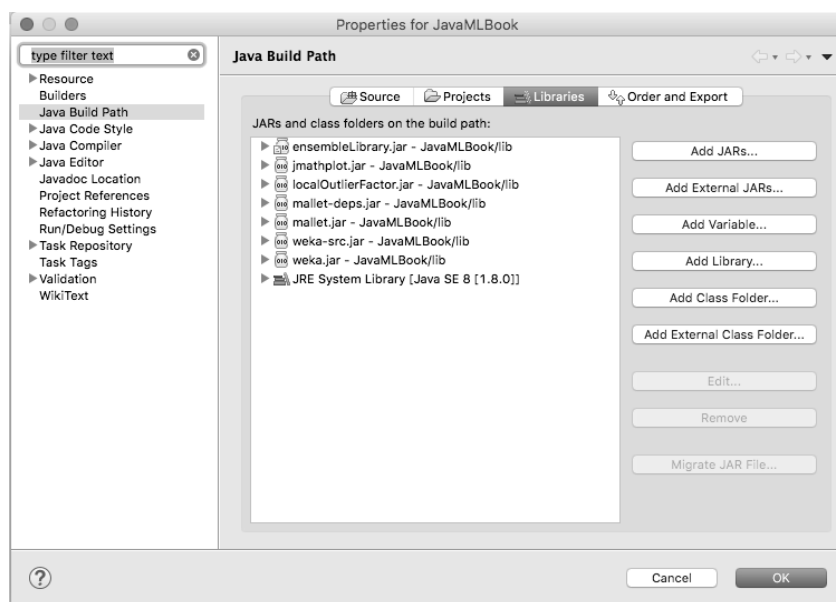 Properties for JavaMLBook
type filter text
Resource
Builders
Java Build Path
Java Code Style
Java Compiler
Java Editor
Javadoc Location
Project References
Refactoring History
Run/Debug Settings
Task Repository
Task Tags
Validation
WikiText
Java Build Path
Source Projects Libraries Order and Export
JARs and class folders on the build path:
ensembleLibrary.jar - JavaMLBook/lib
jmathplot.jar - JavaMLBook/lib
localOutlierFactor.jar - JavaMLBook/lib
mallet-deps.jar - JavaMLBook/lib
mallet.jar - JavaMLBook/lib
weka-src.jar - JavaMLBook/lib
weka.jar - JavaMLBook/lib
JRE System Library [Java SE 8 [1.8.0]]
Add JARs...
Add External JARs...
Add Variable...
Add Library...
Add Class Folder...
Add External Class Folder...
Edit...
Remove
Migrate JAR File...
?
Cancel OK